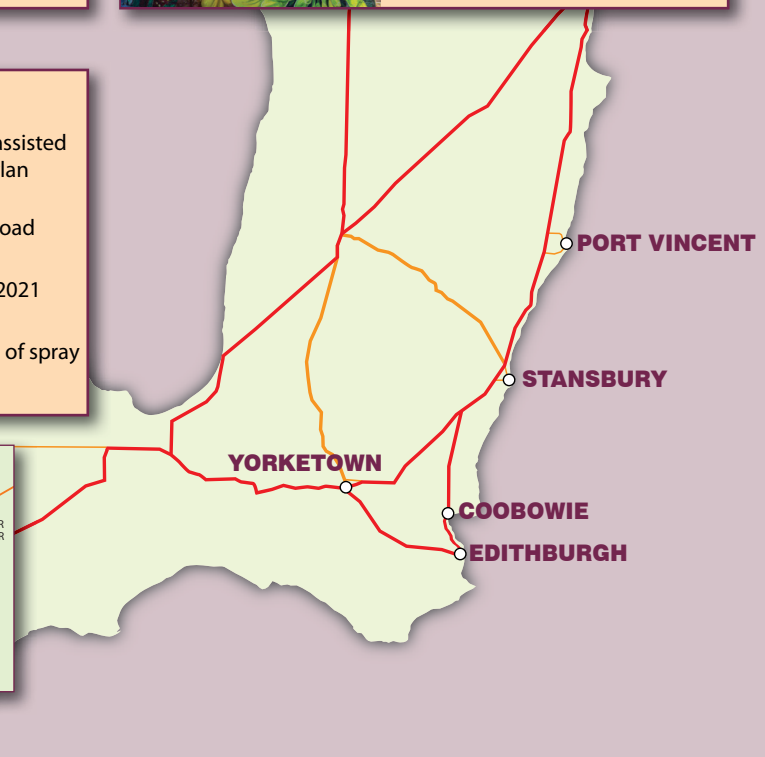 assisted
lan
oad
2021
of spray
R
R
PORT VINCENT
STANSBURY
YORKETOWN
COOBOWIE
EDITHBURGH